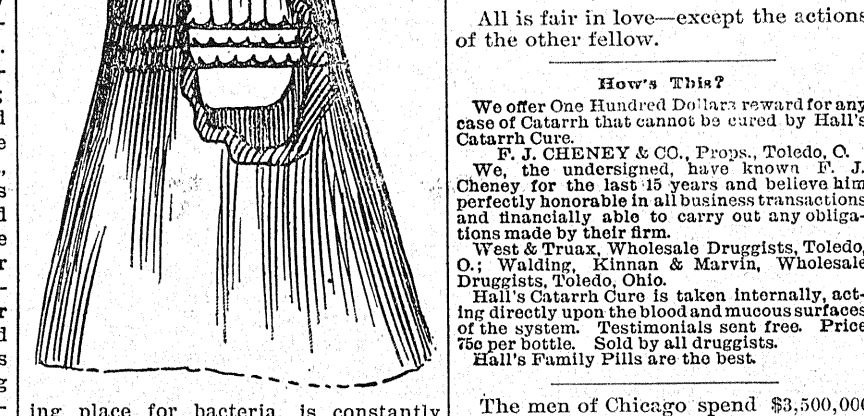 ing place for bacteria, is constantly
All is fair in love—except the actions
of the other fellow.
How's This?
We offer One Hundred Dollars reward for any
case of Catarrh that cannot be cured by Hall's
Catarrh Cure.
F. J. CHENEY & CO., Props., Toledo, O.
We, the undersigned, have known F. J.
Cheney for the last 15 years and believe him
perfectly honorable in all business transactions
and financially able to carry out any obliga-
tions made by their firm.
West & Truax, Wholesale Druggists, Toledo,
O.; Walding, Kinnan & Marvin, Wholesale
Druggists, Toledo, Ohio.
Hall's Catarrh Cure is taken internally, act-
ing directly upon the blood and mucous surfaces
of the system. Testimonials sent free. Price
75c per bottle. Sold by all druggists.
Hall's Family Pills are the best.
The men of Chicago spend $3,500,000